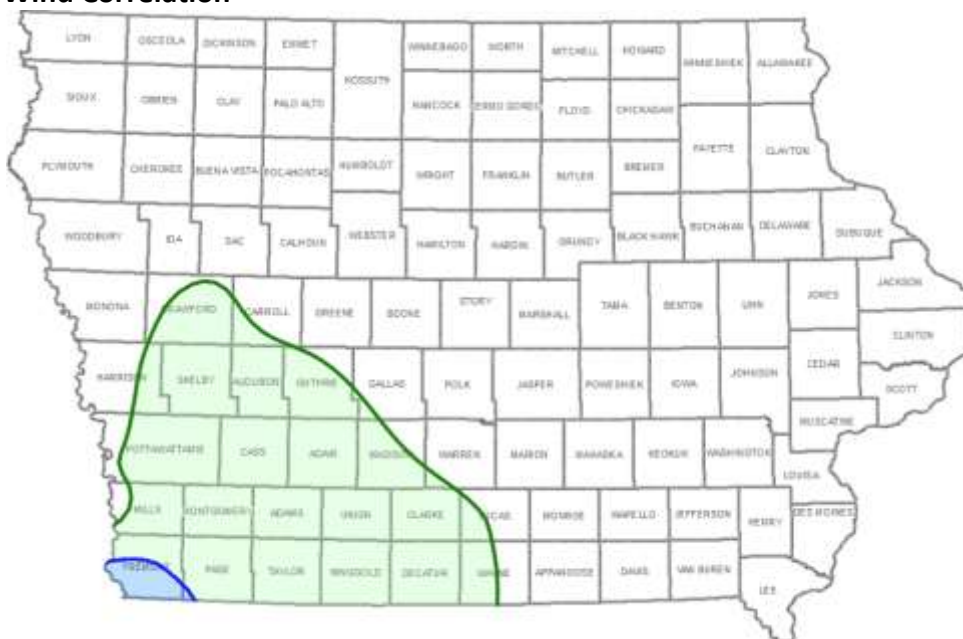 Wind Correlation
LYON OSCEOLA DICKINSON EMMET WINNEBAGO WORTH MITCHELL HOWARD WINNESHIEK ALLAMAKEE
KOSSUTH
SIOUX OBRIEN CLAY PALO ALTO HANCOCK CERRO GORDO FLOYD CHICKASAW
PLYMOUTH CHEROKEE BUENA VISTA POCAHONTAS HUMBOLDT WRIGHT FRANKLIN BUTLER BREMER FAYETTE CLAYTON
WOODBURY IDA SAC CALHOUN WEBSTER HAMILTON HARDIN GRUNDY BLACK HAWK BUCHANAN DELAWARE DUBUQUE
MONONA CRAWFORD CARROLL GREENE BOONE STORY MARSHALL TAMA BENTON LINN JONES JACKSON
CLINTON
HARRISON SHELBY AUDUBON GUTHRIE DALLAS POLK JASPER POWESHIEK IOWA JOHNSON CEDAR SCOTT
MUSCATINE
POTTAWATTAMIE CASS ADAIR MADISON WARREN MARION MAHASKA KEOKUK WASHINGTON
LOUISA
MILLS MONTGOMERY ADAMS UNION CLARKE LUCAS MONROE WAPELLO JEFFERSON HENRY DES MOINES
FREMONT PAGE TAYLOR RINGGOLD DECATUR WAYNE APPANOOSE DAVIS VAN BUREN LEE